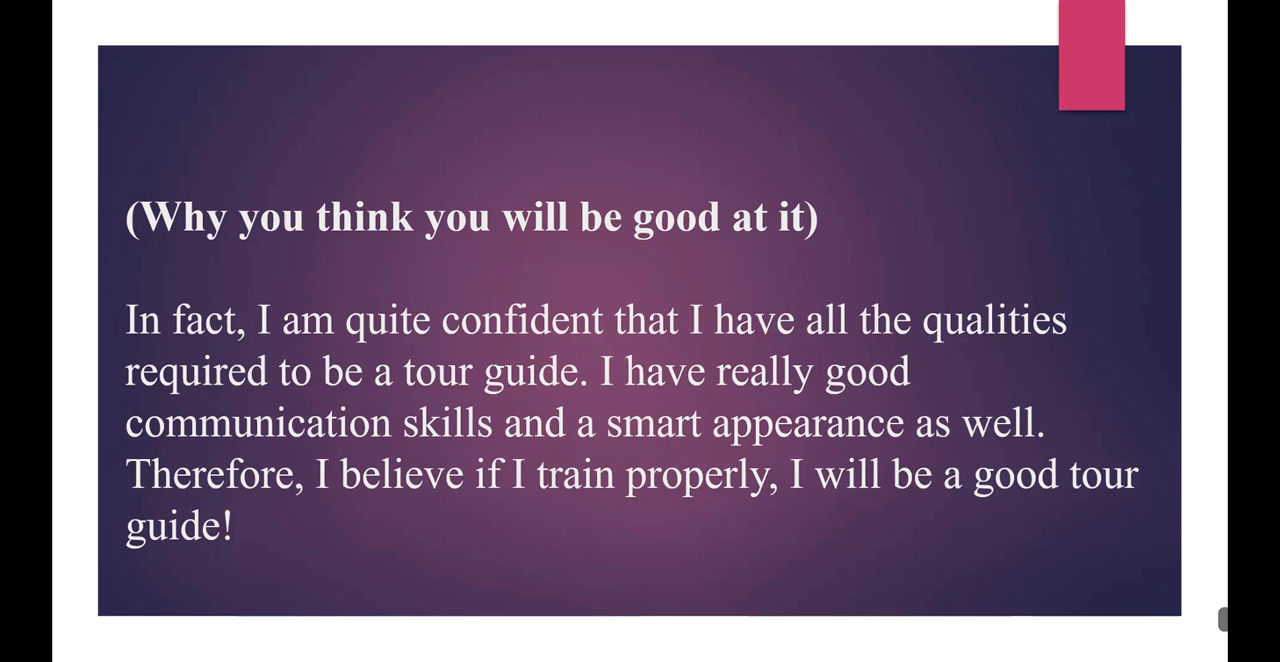 (Why you think you will be good at it)
In fact, I am quite confident that I have all the qualities
required to be a tour guide. I have really good
communication skills and a smart appearance as well.
Therefore, I believe if I train properly, I will be a good tour
guide!